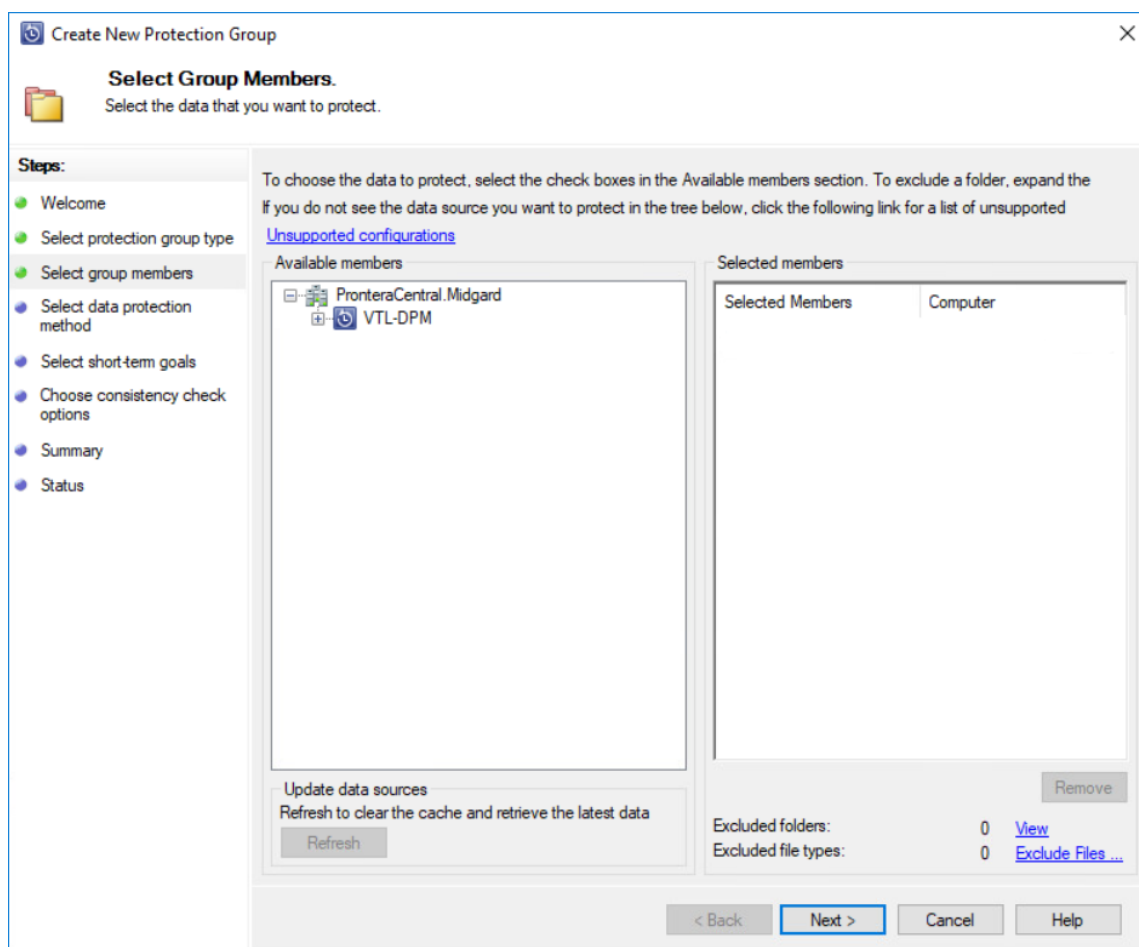 Create New Protection Group
Select Group Members.
Select the data that you want to protect.
Steps:
Welcome
Select protection group type
Select group members
Select data protection
method
Select short-term goals
Choose consistency check
options
Summary
Status
To choose the data to protect, select the check boxes in the Available members section. To exclude a folder, expand the
If you do not see the data source you want to protect in the tree below, click the following link for a list of unsupported
Unsupported configurations
Available members
PronteraCentral.Midgard
VTL-DPM
Update data sources
Refresh to clear the cache and retrieve the latest data
Refresh
Selected members
Selected Members Computer
Remove
Excluded folders: 0 View
Excluded file types: 0 Exclude Files ...
< Back Next > Cancel Help